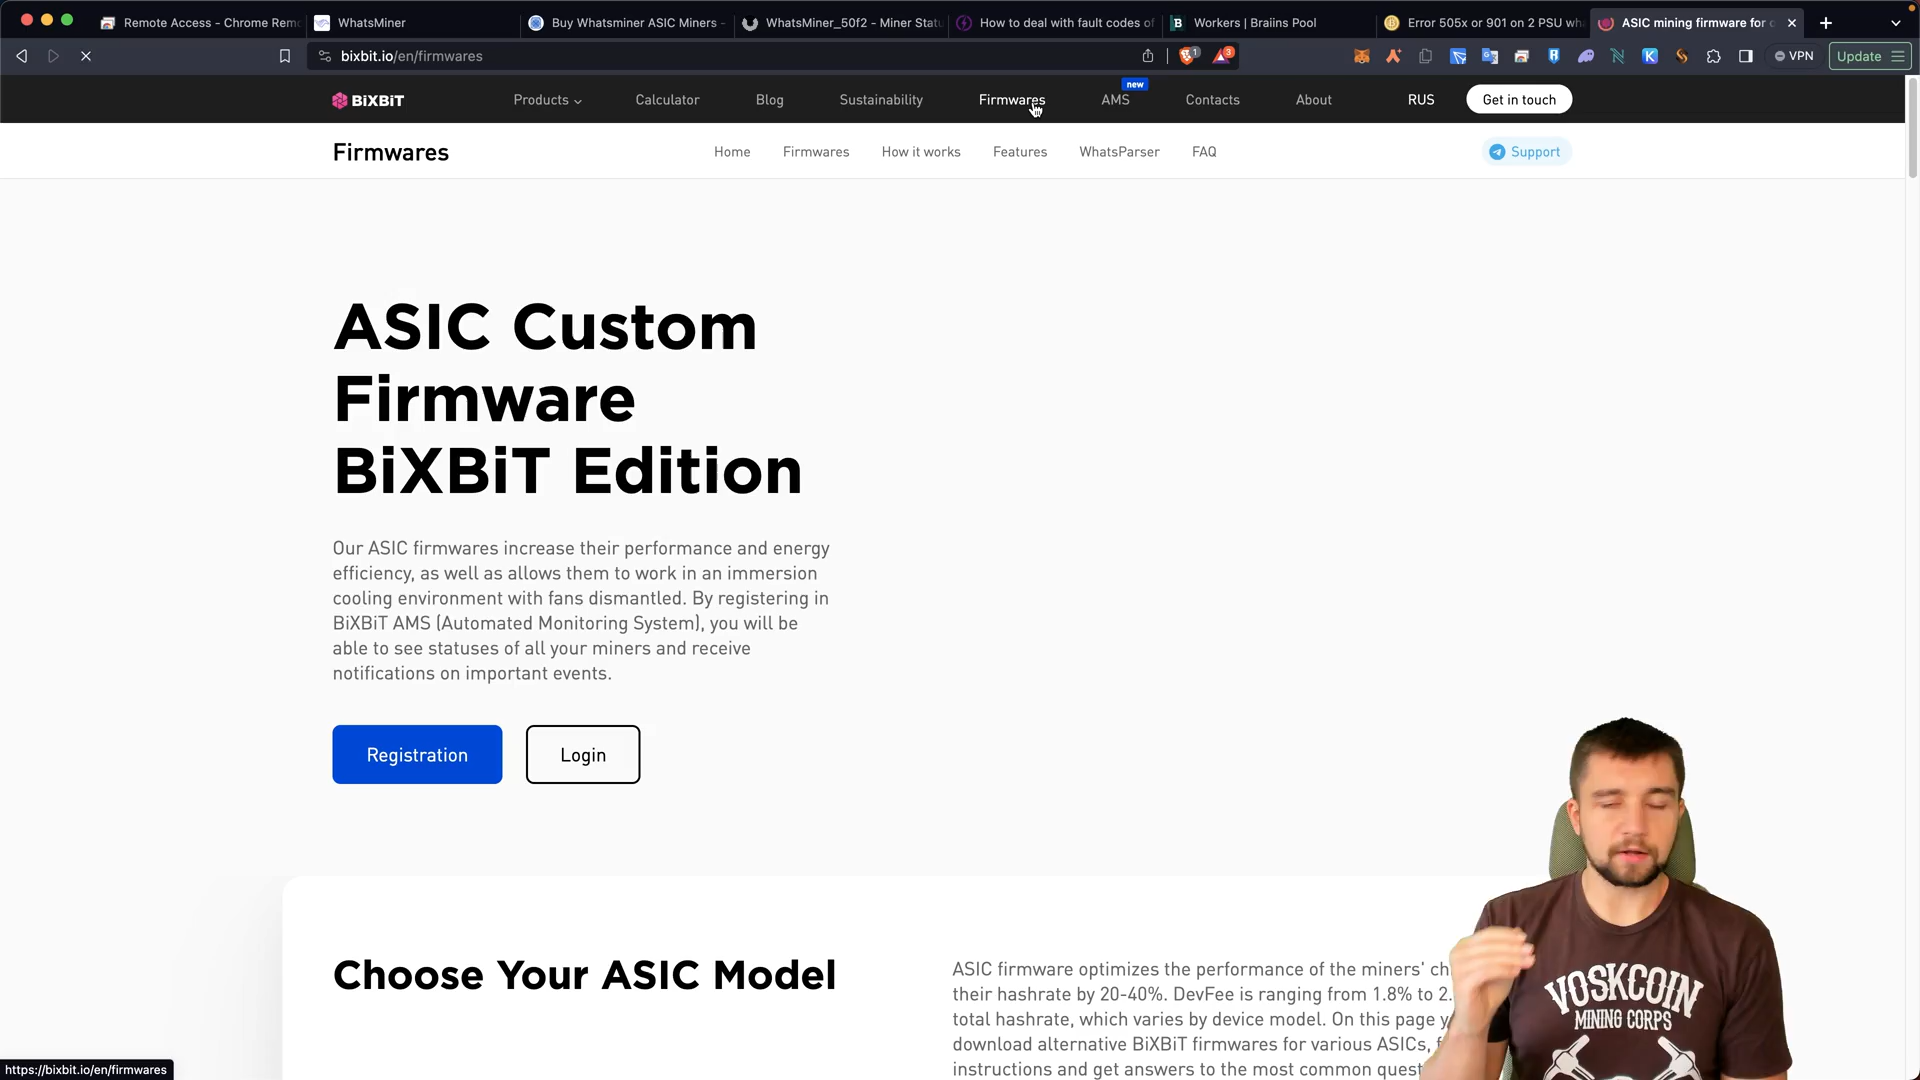 Remote Access - Chrome Rem
WhatsMiner
Buy Whatsminer ASIC Miners -
WhatsMiner_50f2 - Miner Statu
How to deal with fault codes of
Workers | Braiins Pool
Error 505x or 901 on 2 PSU wha
ASIC mining firmware for
bixbit.io/en/firmwares
1
3
VPN
Update
BiXBiT
Products
Calculator
Blog
Sustainability
Firmwares
AMS
new
Contacts
About
RUS
Get in touch
Firmwares
Home
Firmwares
How it works
Features
WhatsParser
FAQ
Support
ASIC Custom
Firmware
BiXBiT Edition
Our ASIC firmwares increase their performance and energy
efficiency, as well as allows them to work in an immersion
cooling environment with fans dismantled. By registering in
BiXBiT AMS (Automated Monitoring System), you will be
able to see statuses of all your miners and receive
notifications on important events.
Registration
Login
Choose Your ASIC Model
ASIC firmware optimizes the performance of the miners' ch
their hashrate by 20-40%. DevFee is ranging from 1.8% to 2.
total hashrate, which varies by device model. On this page y
download alternative BiXBiT firmwares for various ASICs, f
instructions and get answers to the most common quest
VOSKCOIN
MINING CORPS
https://bixbit.io/en/firmwares